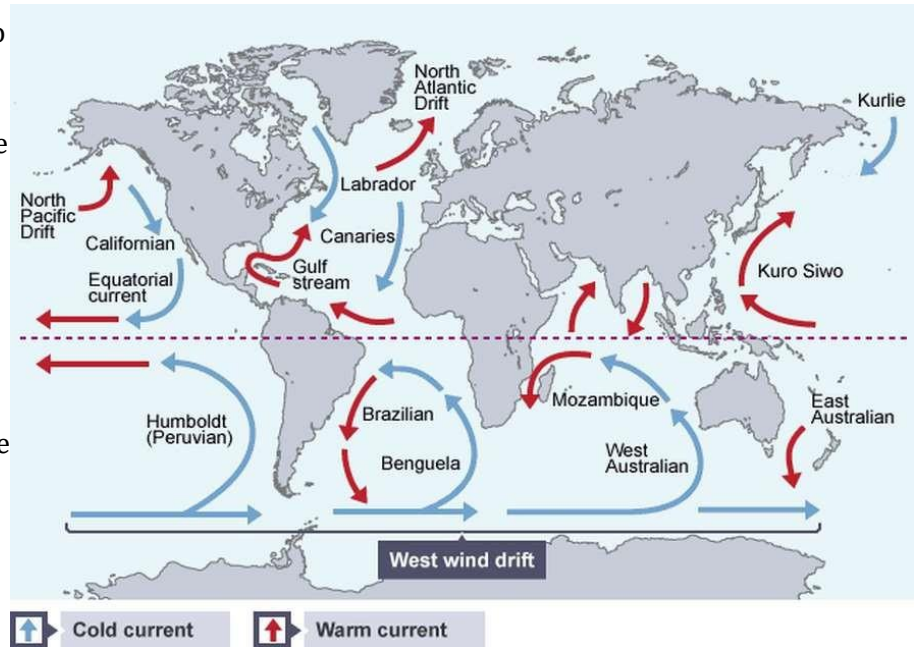 North
Atlantic
Drift
Kurlie
Labrador
North
Pacific
Drift
Californian
Canaries
Equatorial
current
Gulf
stream
Kuro Siwo
Humboldt
(Peruvian)
Brazilian
Benguela
Mozambique
West
Australian
East
Australian
West wind drift
Cold current
Warm current